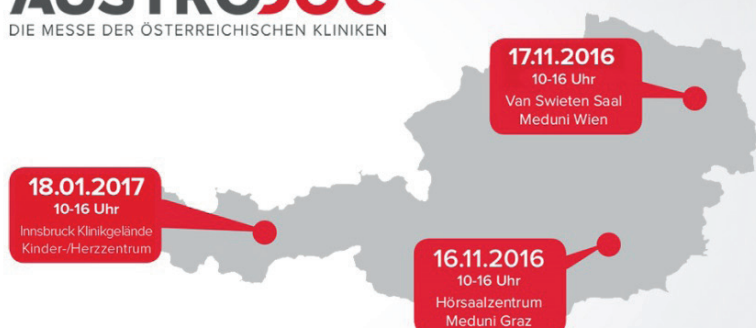 AUSTRODOC
DIE MESSE DER ÖSTERREICHISCHEN KLINIKEN
17.11.2016
10-16 Uhr
Van Swieten Saal
Meduni Wien
18.01.2017
10-16 Uhr
Innsbruck Klinikgelände
Kinder-/Herzzentrum
16.11.2016
10-16 Uhr
Hörsaalzentrum
Meduni Graz